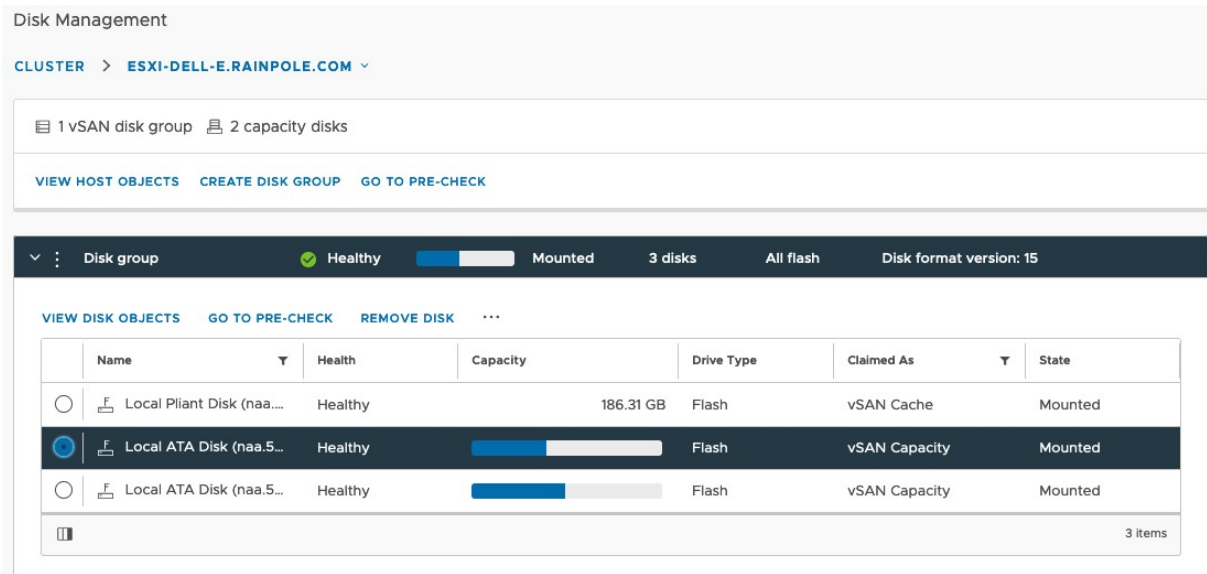 Disk Management
CLUSTER > ESXI-DELL-E.RAINPOLE.COM
1 vSAN disk group 2 capacity disks
VIEW HOST OBJECTS CREATE DISK GROUP GO TO PRE-CHECK
Disk group Healthy Mounted 3 disks All flash Disk format version: 15
VIEW DISK OBJECTS GO TO PRE-CHECK REMOVE DISK ...
Name Health Capacity Drive Type Claimed As State
F Local Pliant Disk (naa.... Healthy 186.31 GB Flash vSAN Cache Mounted
F Local ATA Disk (naa.5... Healthy Flash vSAN Capacity Mounted
F Local ATA Disk (naa.5... Healthy Flash vSAN Capacity Mounted
3 items